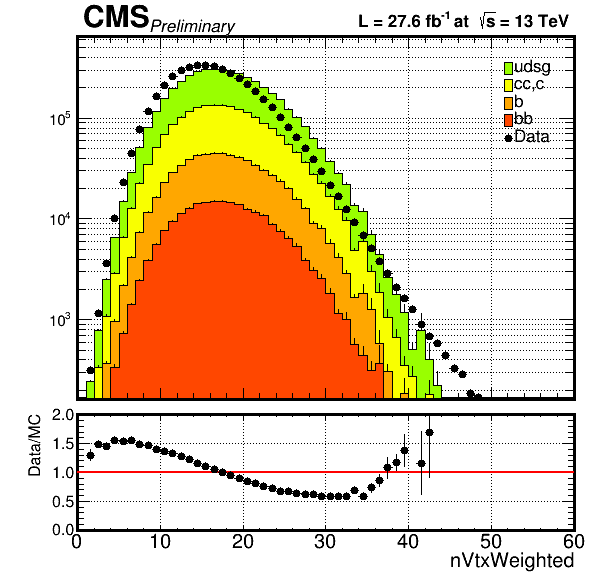 CMS Preliminary L = 27.6 fb⁻¹ at √s = 13 TeV
udsg
cc,c
b
bb
Data
10⁵
10⁴
10³
Data/MC
2.0
1.5
1.0
0.5
0.0
0 10 20 30 40 50 60
nVtxWeighted